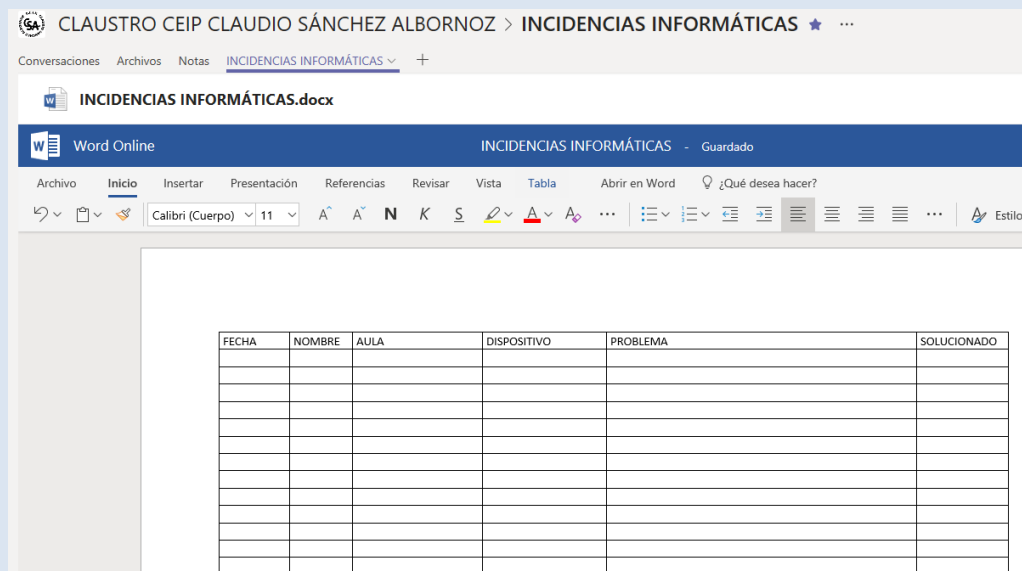 CLAUSTRO CEIP CLAUDIO SÁNCHEZ ALBORNOZ > INCIDENCIAS INFORMÁTICAS ...
Conversaciones Archivos Notas INCIDENCIAS INFORMÁTICAS +
INCIDENCIAS INFORMÁTICAS.docx
W Word Online INCIDENCIAS INFORMÁTICAS - Guardado
Archivo Inicio Insertar Presentación Referencias Revisar Vista Tabla Abrir en Word ¿Qué desea hacer?
Calibri (Cuerpo) 11 A A N K S A A ... ... Estilo
FECHA NOMBRE AULA DISPOSITIVO PROBLEMA SOLUCIONADO